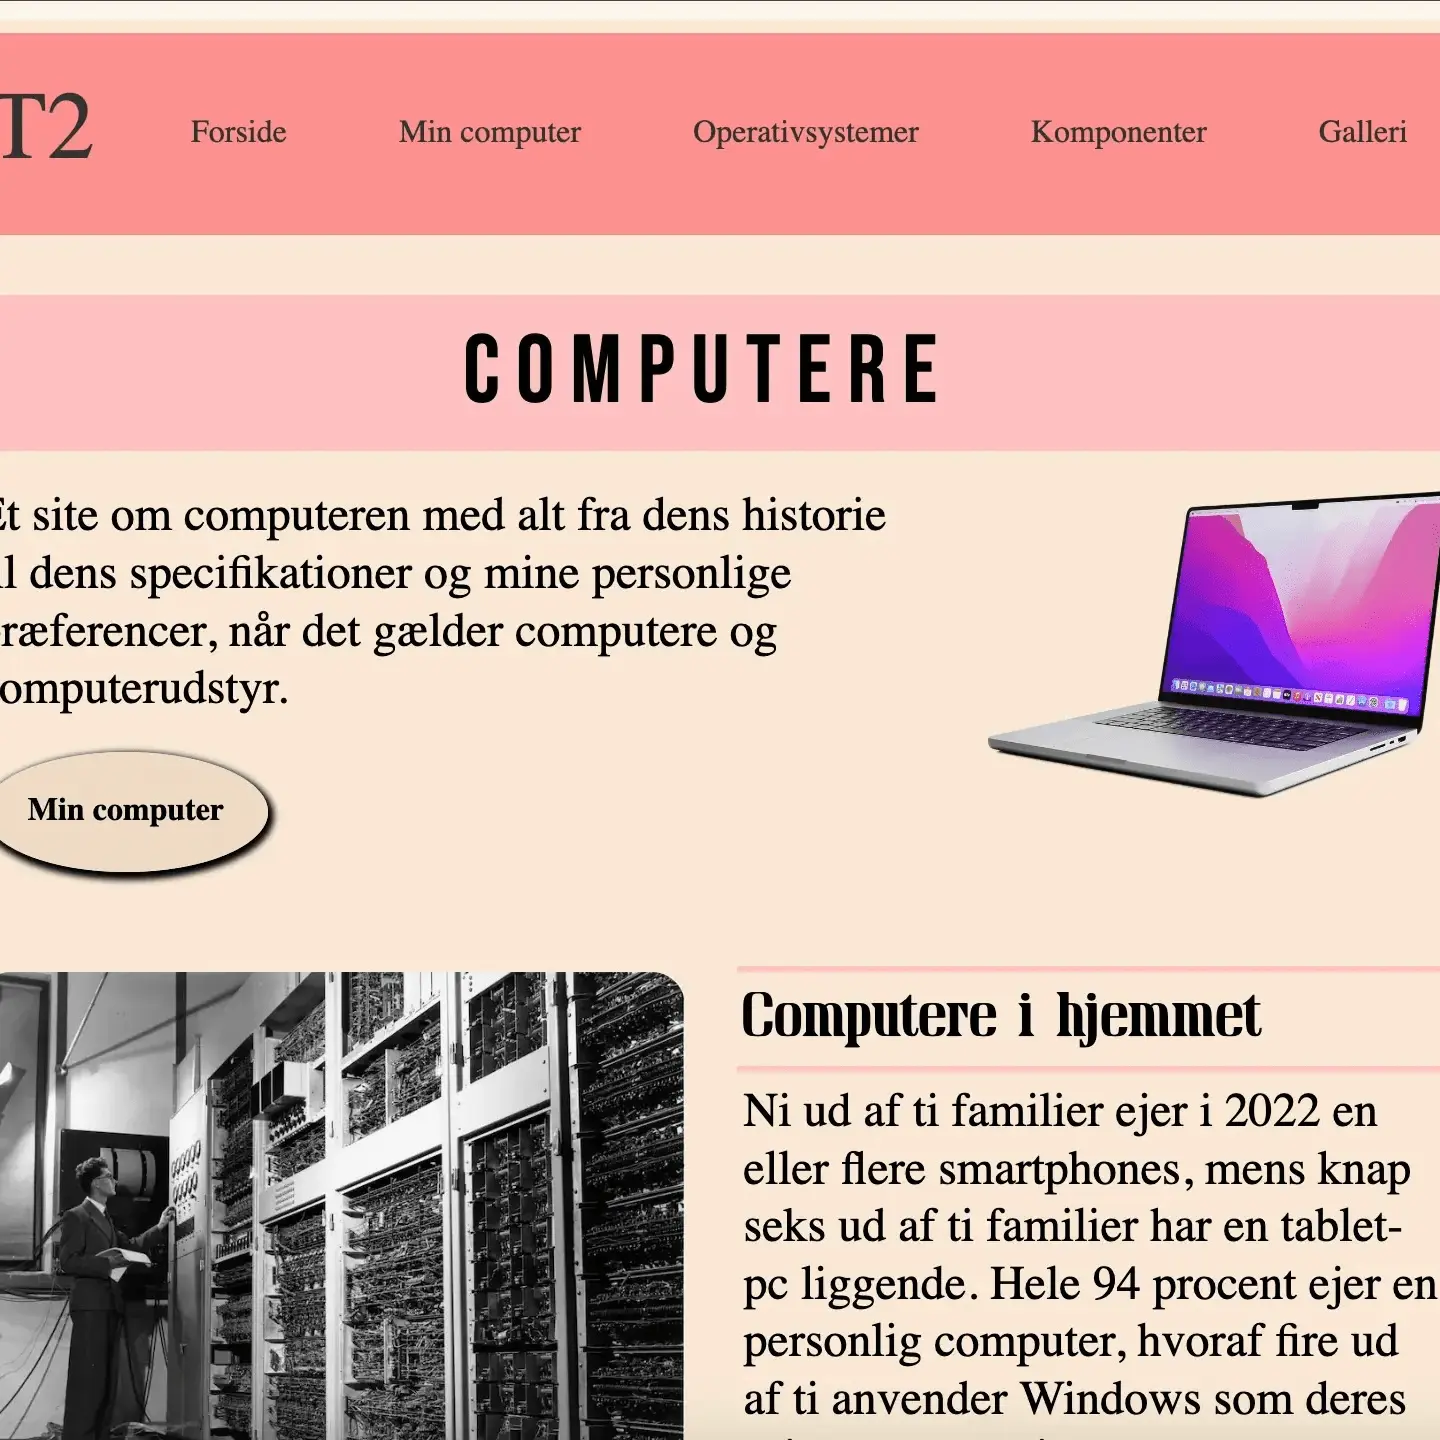 T2
Forside Min computer Operativsystemer Komponenter Galleri
COMPUTERE
Et site om computeren med alt fra dens historie
il dens specifikationer og mine personlige
ræferencer, når det gælder computere og
omputerudstyr.
Min computer
Computere i hjemmet
Ni ud af ti familier ejer i 2022 en
eller flere smartphones, mens knap
seks ud af ti familier har en tablet-
pc liggende. Hele 94 procent ejer en
personlig computer, hvoraf fire ud
af ti anvender Windows som deres